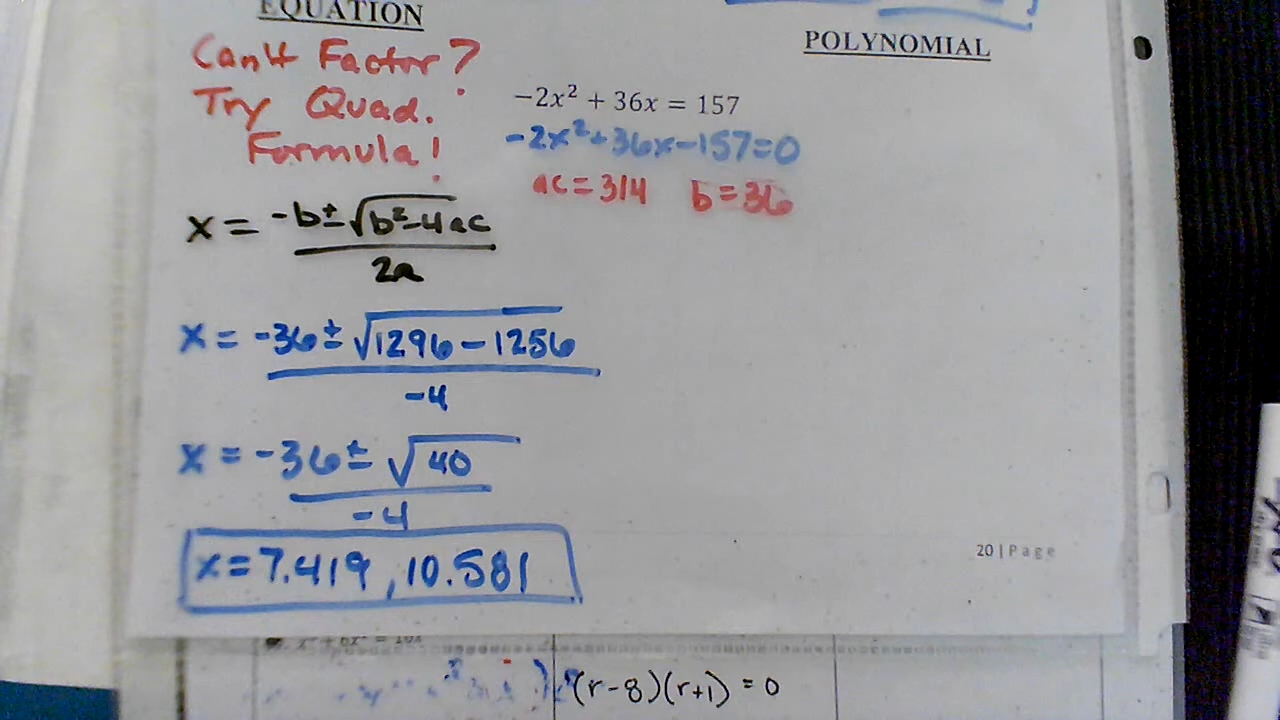 EQUATION
POLYNOMIAL
Can't Factor?
Try Quad.
Formula!
−2x² + 36x = 157
-2x²+36x-157=0
ac=314 b=36
x = -b±√b²-4ac
2a
x = -36±√1296-1256
-4
x = -36± √40
-4
x=7.419, 10.581
20 | Page
(r-8)(r+1) = 0